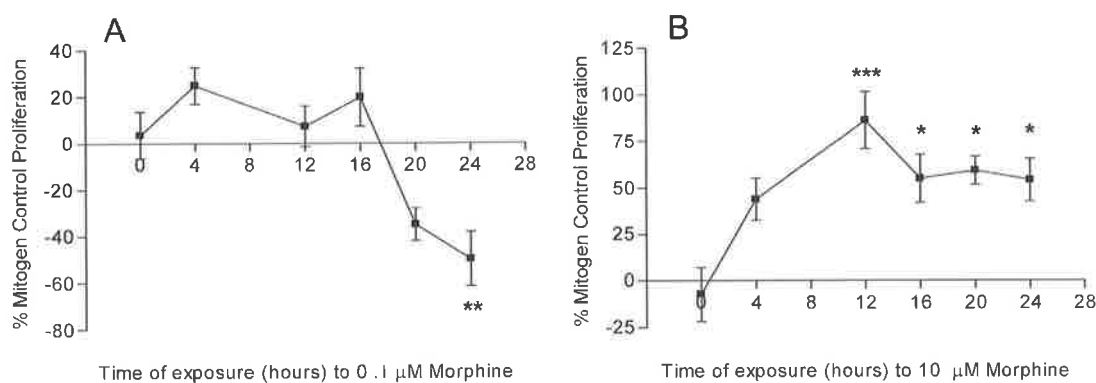 A
% Mitogen Control Proliferation
40
20
0
-20
-40
-60
-80
0 4 8 12 16 20 24 28
**
Time of exposure (hours) to 0.1 μM Morphine
B
% Mitogen Control Proliferation
125
100
75
50
25
0
-25
*** * * *
0 4 8 12 16 20 24 28
Time of exposure (hours) to 10 μM Morphine